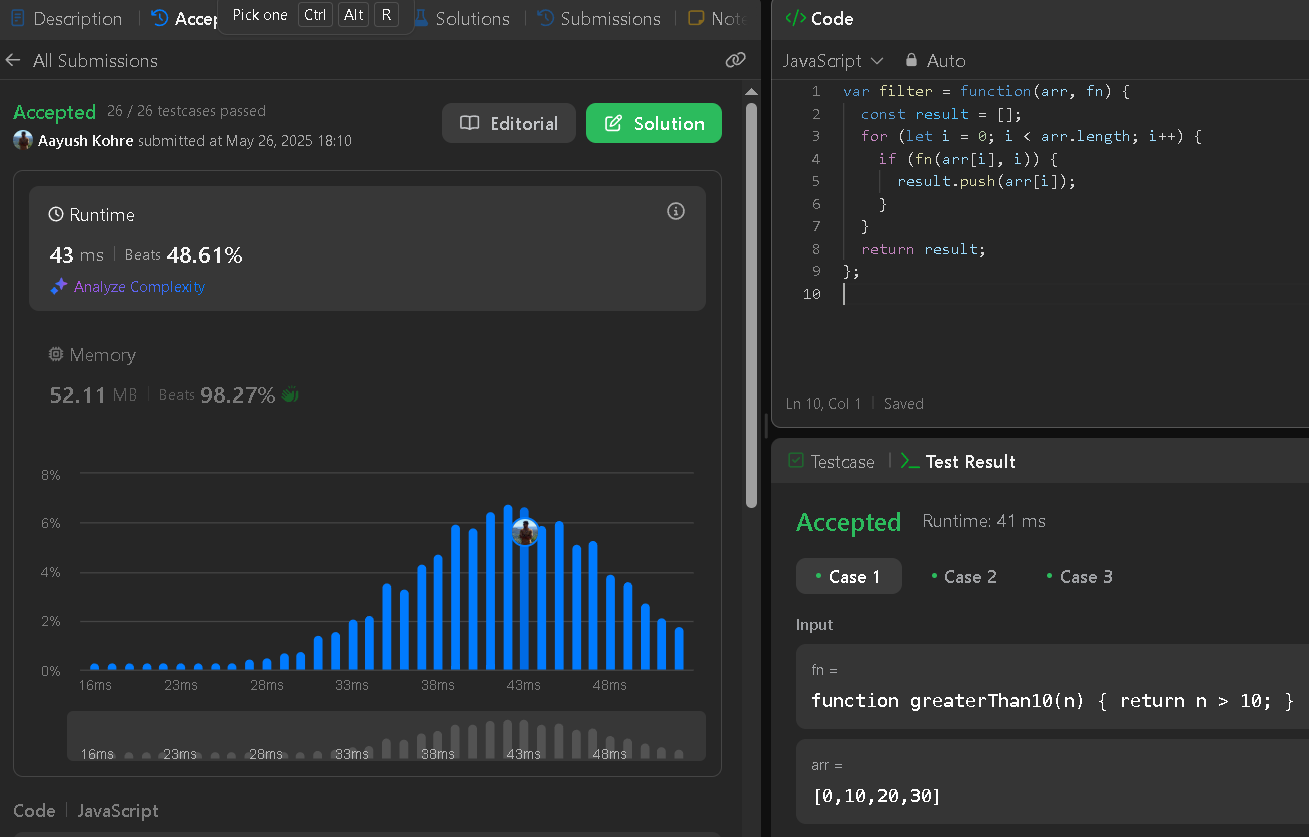 Description
Pick one Ctrl Alt R
Solutions
Submissions
All Submissions
Accepted 26 / 26 testcases passed
Aayush Kohre submitted at May 26, 2025 18:10
Editorial
Solution
Runtime
43 ms Beats 48.61%
Analyze Complexity
Memory
52.11 MB Beats 98.27%
8%
6%
4%
2%
0%
16ms 23ms 28ms 33ms 38ms 43ms 48ms
16ms 23ms 28ms 33ms 38ms 43ms 48ms
Code JavaScript
</> Code
JavaScript Auto
1 var filter = function(arr, fn) {
2 const result = [];
3 for (let i = 0; i < arr.length; i++) {
4 if (fn(arr[i], i)) {
5 result.push(arr[i]);
6 }
7 }
8 return result;
9 };
10
Ln 10, Col 1 Saved
Testcase >_ Test Result
Accepted Runtime: 41 ms
Case 1 Case 2 Case 3
Input
fn =
function greaterThan10(n) { return n > 10; }
arr =
[0,10,20,30]